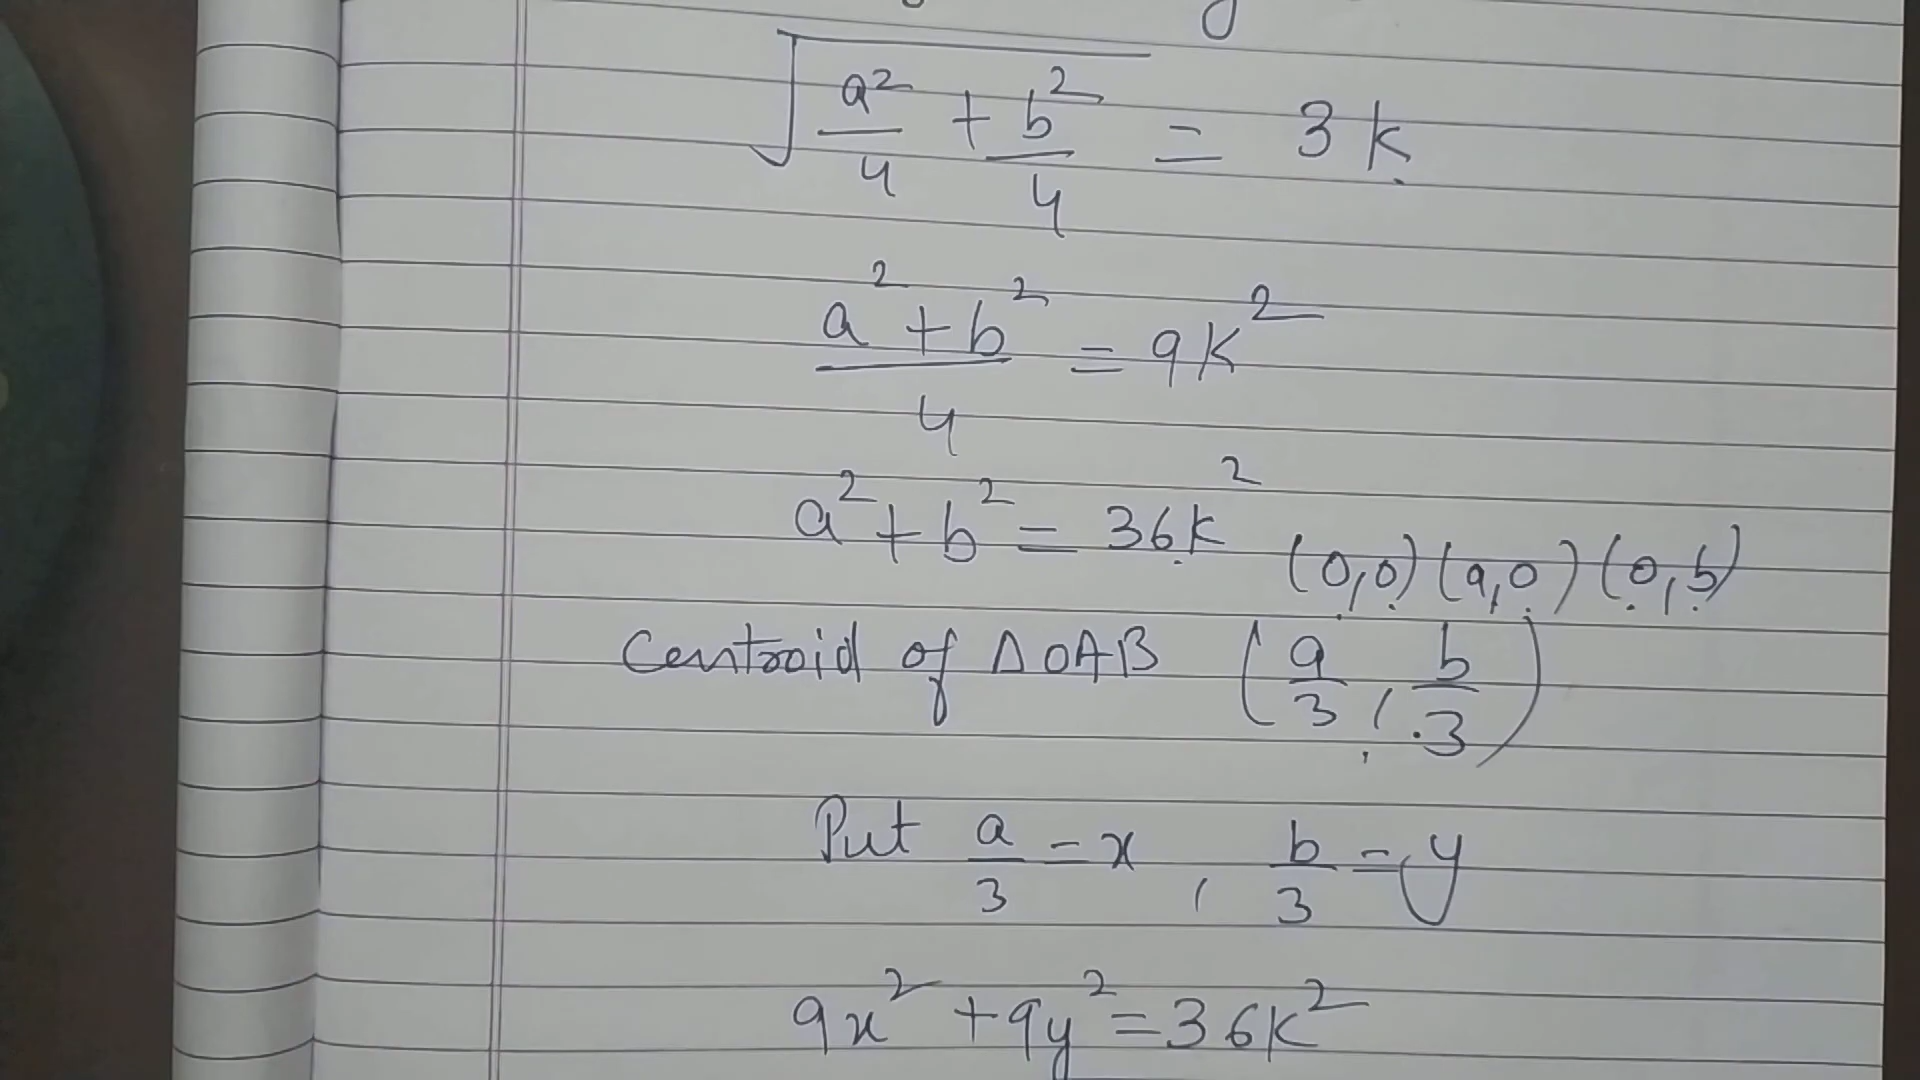 √(a²/4 + b²/4) = 3k
(a² + b²)/4 = 9k²
a² + b² = 36k²
(0,0) (a,0) (0,b)
Centroid of △OAB (a/3, b/3)
Put a/3 = x, b/3 = y
9x² + 9y² = 36k²